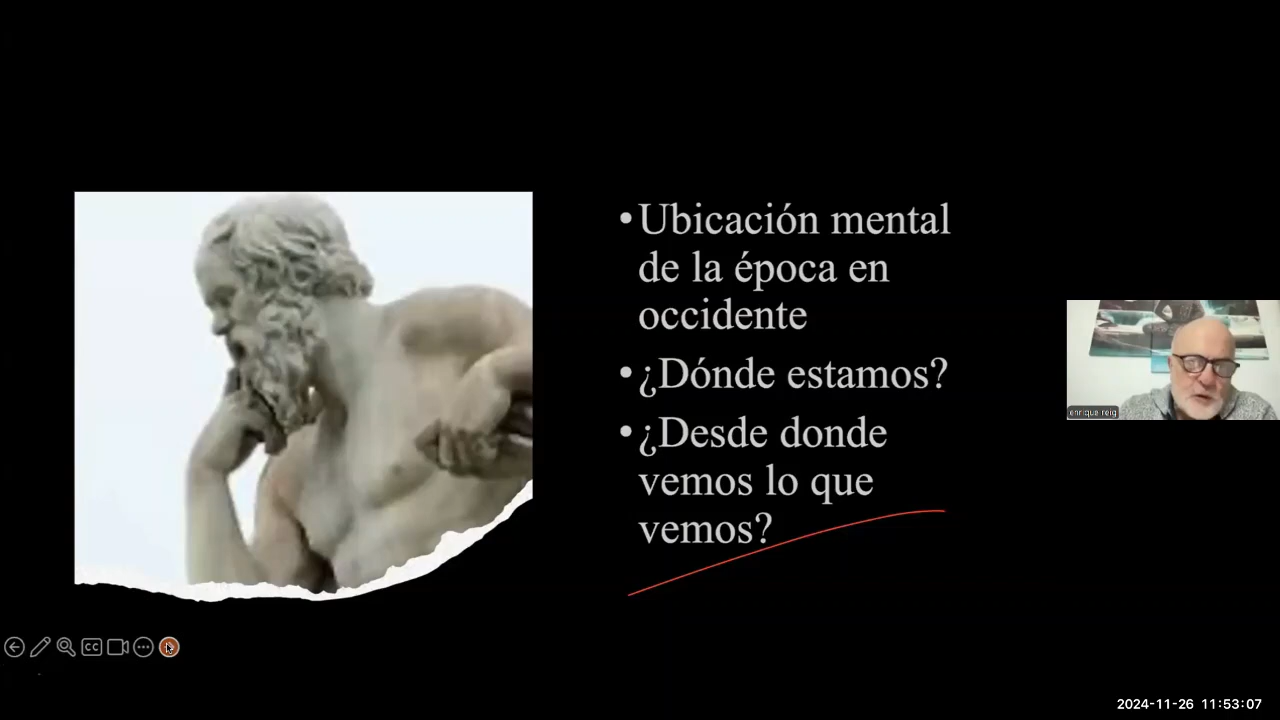 •Ubicación mental
de la época en
occidente
•¿Dónde estamos?
•¿Desde donde
vemos lo que
vemos?
enrique reig
CC
2024-11-26 11:53:07